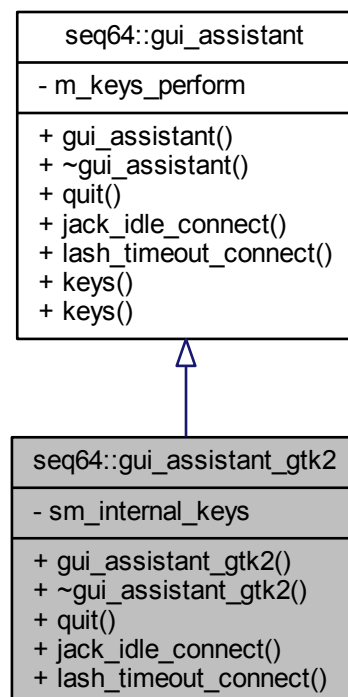 seq64::gui_assistant
- m_keys_perform
+ gui_assistant()
+ ~gui_assistant()
+ quit()
+ jack_idle_connect()
+ lash_timeout_connect()
+ keys()
+ keys()
seq64::gui_assistant_gtk2
- sm_internal_keys
+ gui_assistant_gtk2()
+ ~gui_assistant_gtk2()
+ quit()
+ jack_idle_connect()
+ lash_timeout_connect()